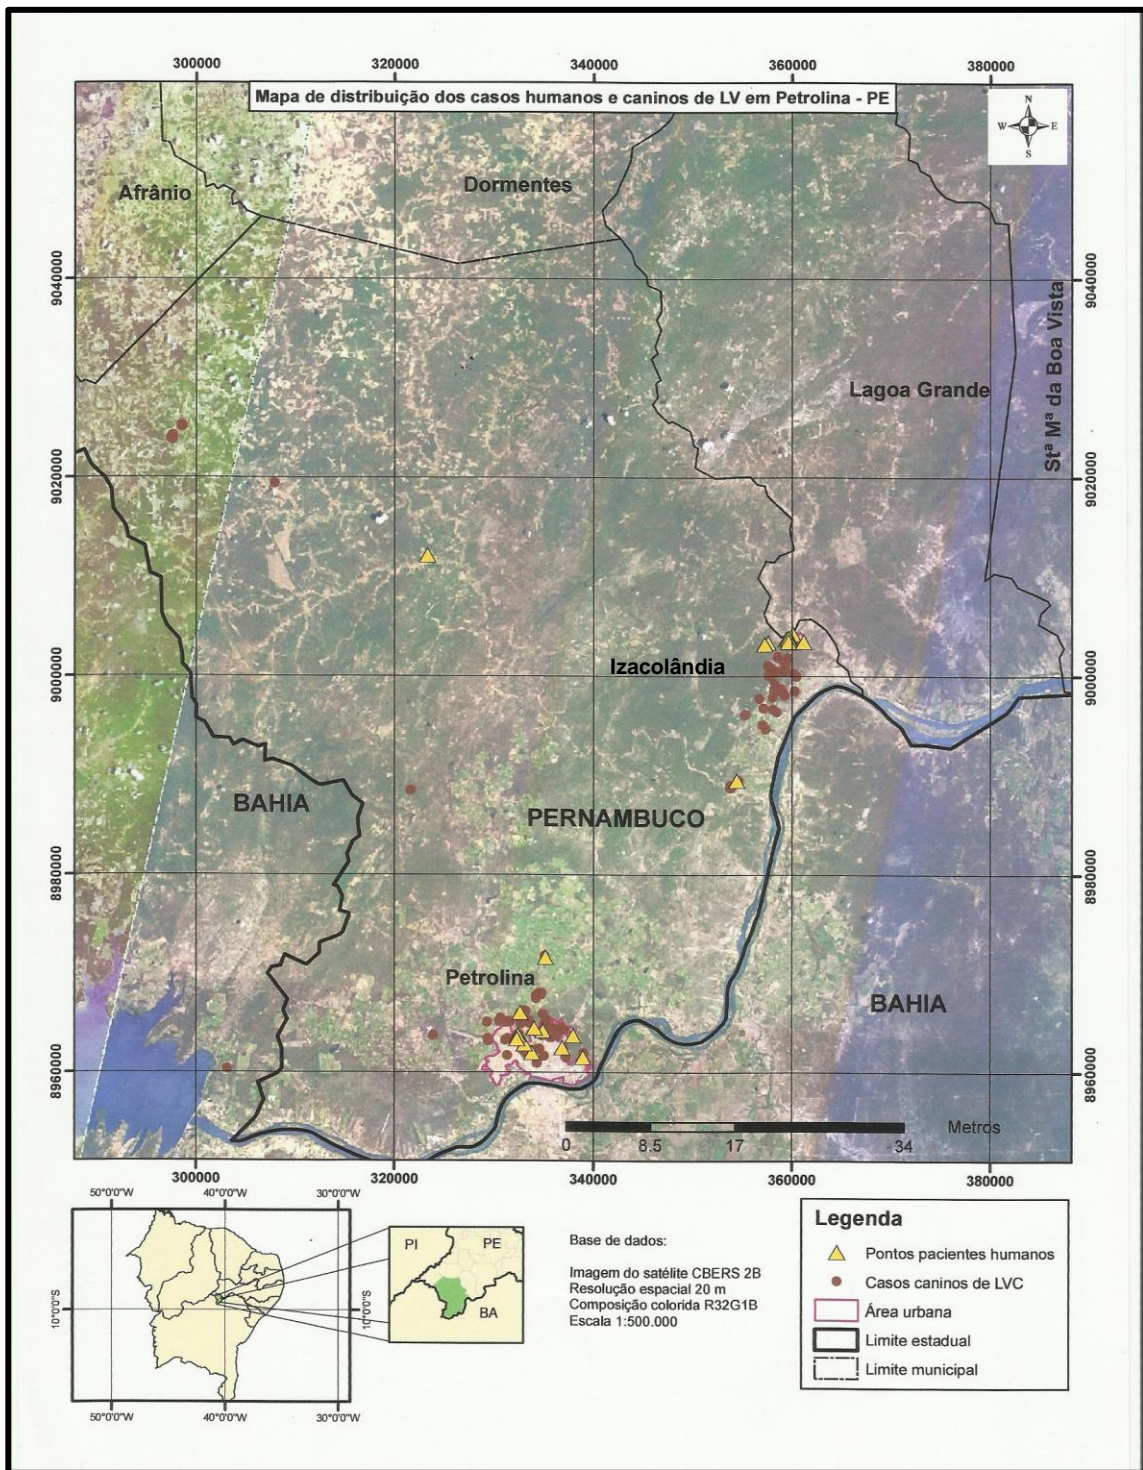 300000 320000 340000 360000 380000
Mapa de distribuição dos casos humanos e caninos de LV em Petrolina - PE
N
W E
S
Afrânio
Dormentes
9040000
9040000
Stª Mª da Boa Vista
Lagoa Grande
9020000
9020000
Izacolândia
9000000
9000000
BAHIA
PERNAMBUCO
8980000
8980000
Petrolina
BAHIA
8960000
8960000
Metros
0 8.5 17 34
300000 320000 340000 360000 380000
50°0'0"W 40°0'0"W 30°0'0"W
10°0'0"S
10°0'0"S
50°0'0"W 40°0'0"W 30°0'0"W
PI
PE
BA
Base de dados:
Imagem do satélite CBERS 2B
Resolução espacial 20 m
Composição colorida R32G1B
Escala 1:500.000
Legenda
Pontos pacientes humanos
Casos caninos de LVC
Área urbana
Limite estadual
Limite municipal